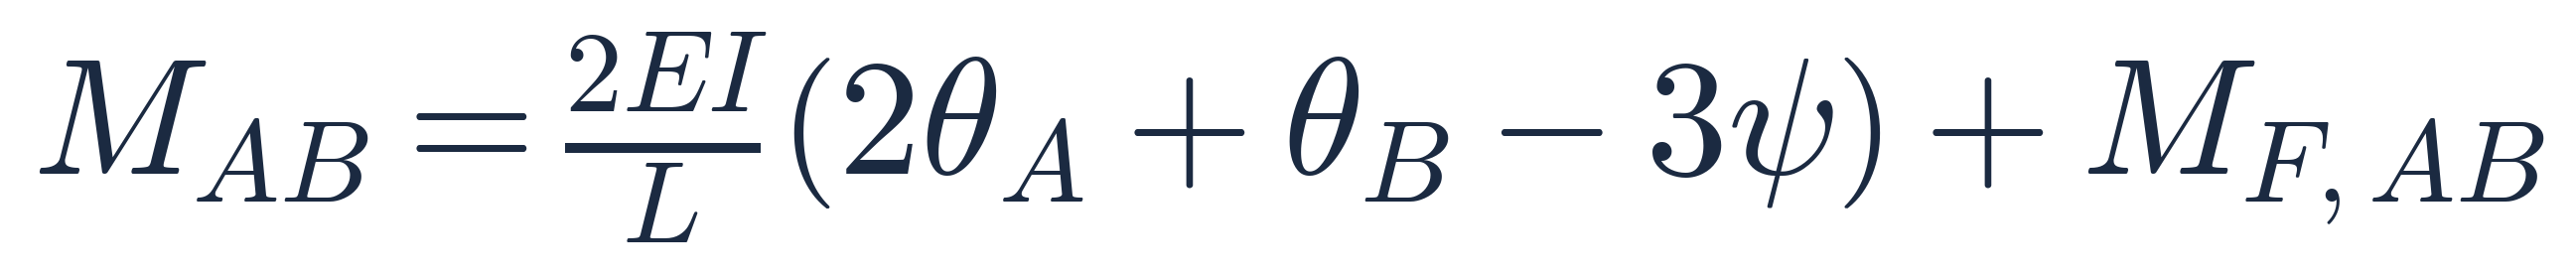 $M_{AB} = \frac{2EI}{L}(2\theta_A + \theta_B - 3\psi) + M_{F,AB}$